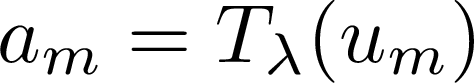 a_m = T_λ(u_m)